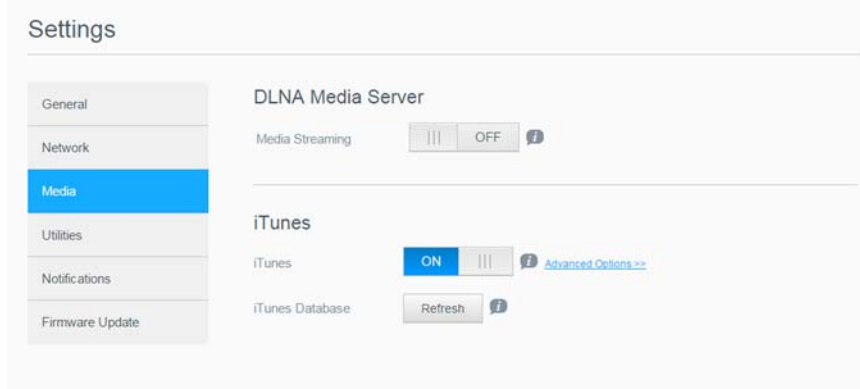 Settings
General
Network
Media
Utilities
Notifications
Firmware Update
DLNA Media Server
Media Streaming OFF
iTunes
iTunes ON Advanced Options >>
iTunes Database Refresh